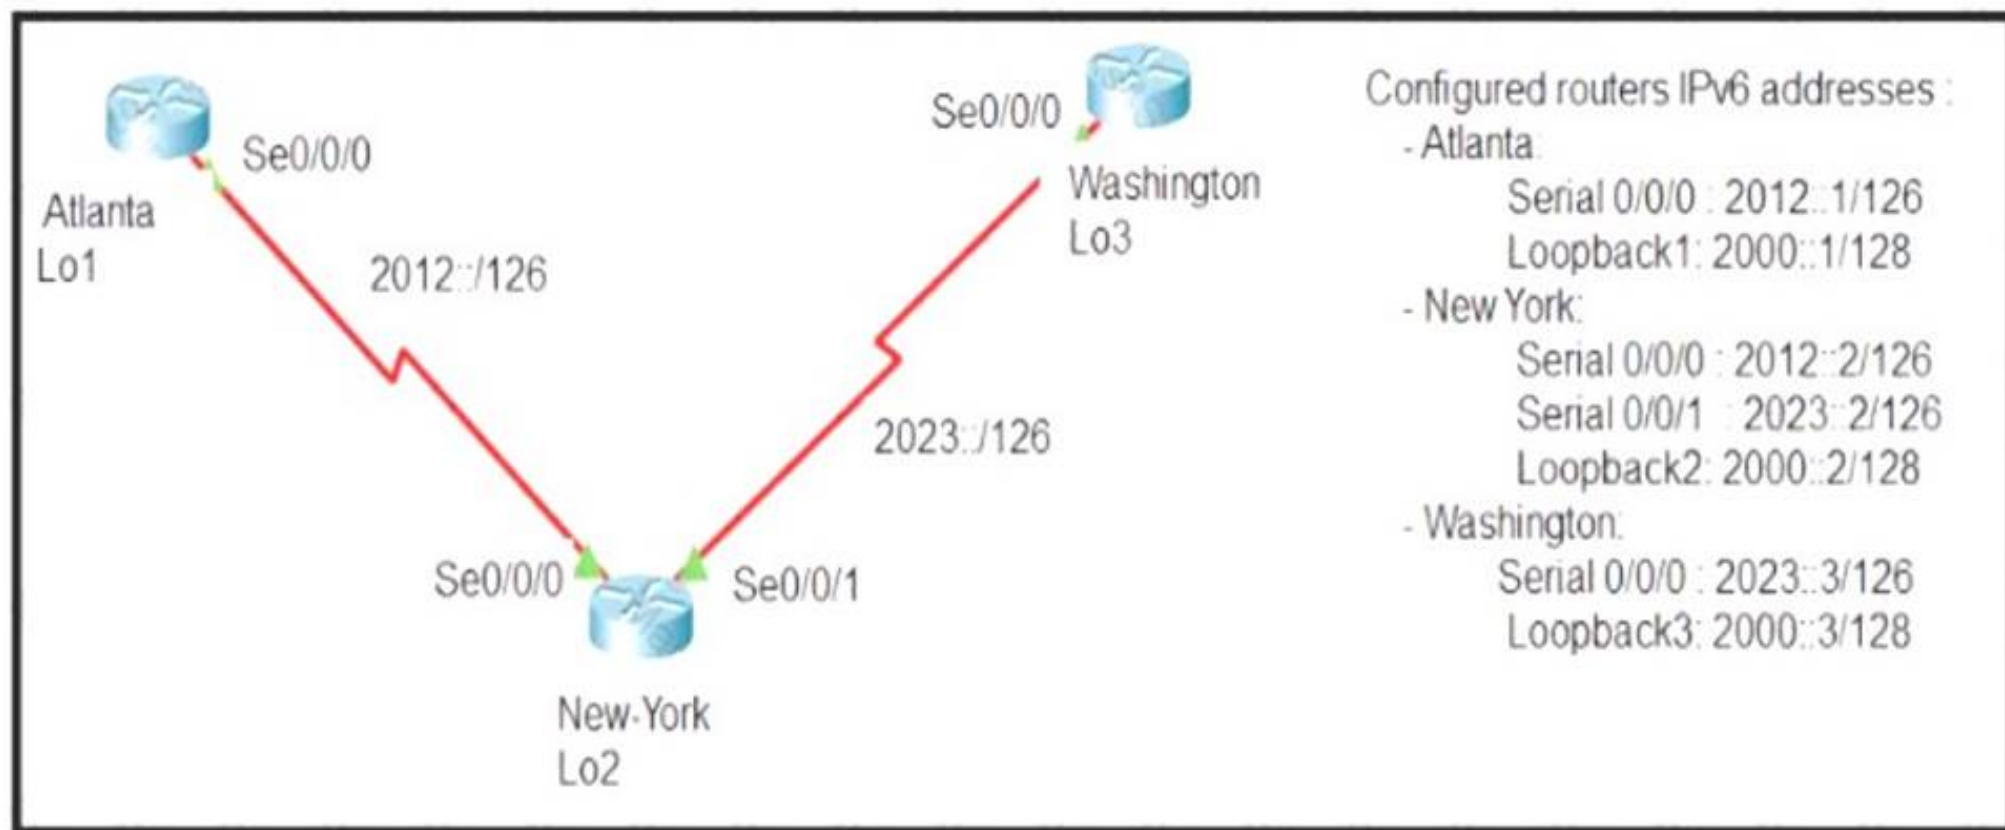 Se0/0/0
Atlanta
Lo1
2012::/126
Se0/0/0
Washington
Lo3
2023::/126
Se0/0/0
Se0/0/1
New-York
Lo2
Configured routers IPv6 addresses :
- Atlanta:
Serial 0/0/0 : 2012::1/126
Loopback1: 2000::1/128
- New York:
Serial 0/0/0 : 2012::2/126
Serial 0/0/1 : 2023::2/126
Loopback2: 2000::2/128
- Washington:
Serial 0/0/0 : 2023::3/126
Loopback3: 2000::3/128